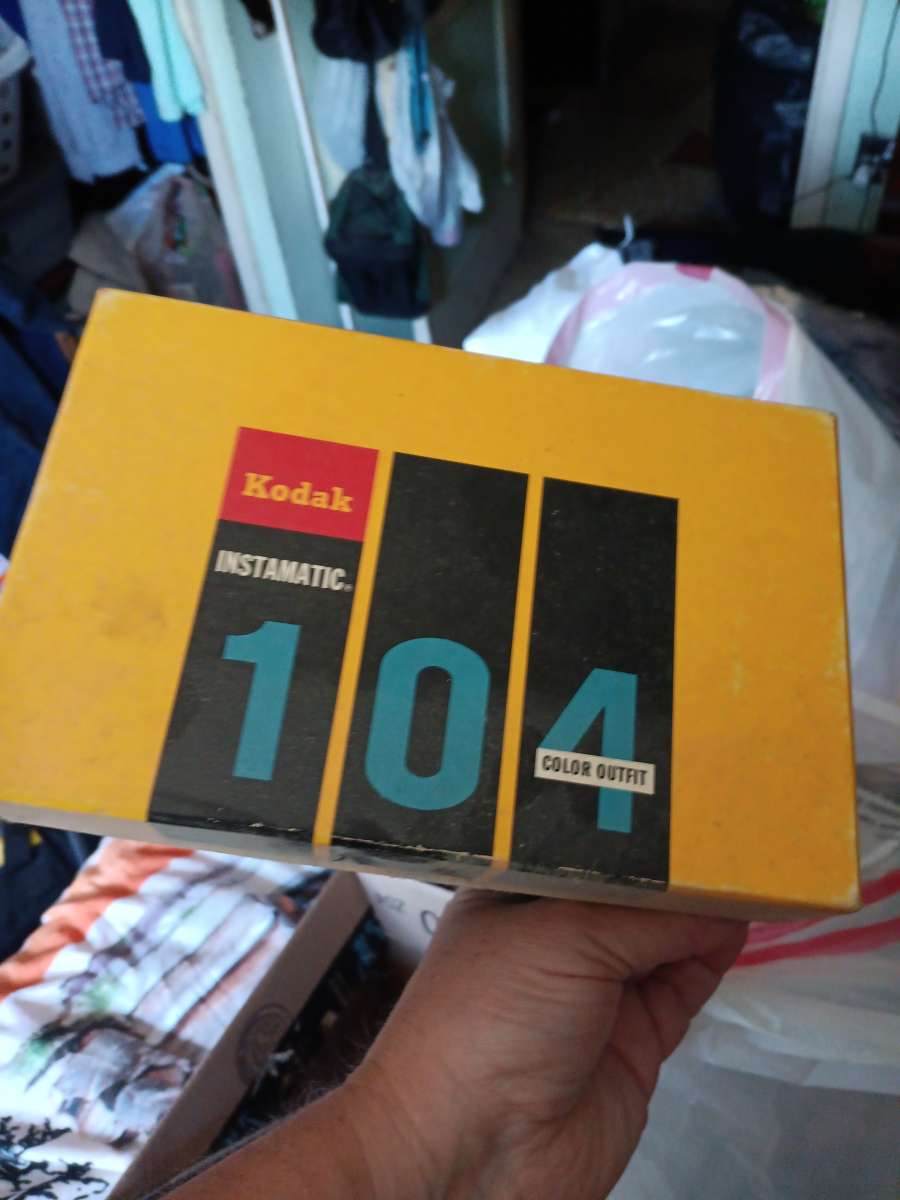 Kodak
INSTAMATIC®
104
COLOR OUTFIT